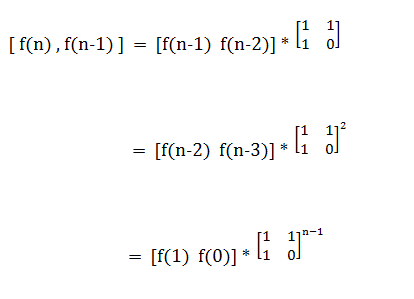 [ f(n) , f(n-1) ] = [f(n-1) f(n-2)] * [1 1
1 0]
= [f(n-2) f(n-3)] * [1 1
1 0]²
= [f(1) f(0)] * [1 1
1 0]ⁿ⁻¹